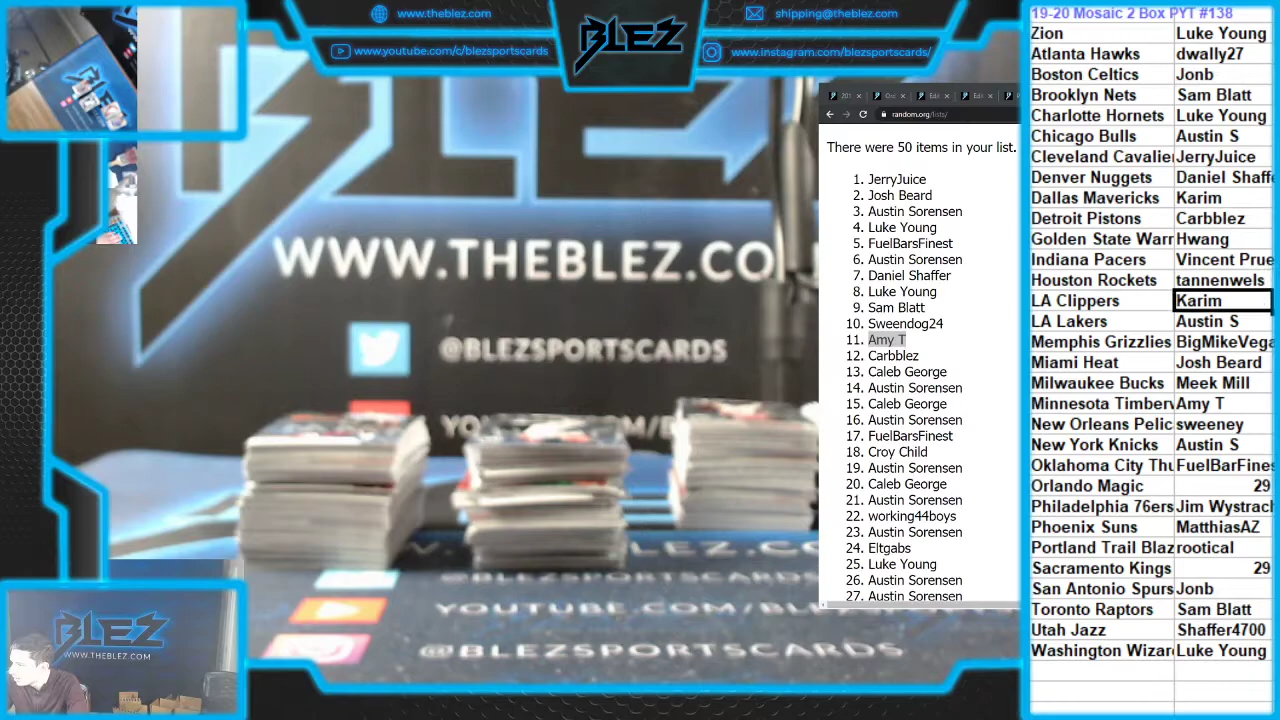 www.theblez.com
BLEZ
shipping@theblez.com
www.youtube.com/c/blezsportscards
www.instagram.com/blezsportscards/
WWW.THEBLEZ.CO
@BLEZSPORTSCARDS
YOUTUBE.COM/B
@BLEZSPORTSCARDS
BLEZ
WWW.THEBLEZ.COM
random.org/lists/
There were 50 items in your list.
1. JerryJuice
2. Josh Beard
3. Austin Sorensen
4. Luke Young
5. FuelBarsFinest
6. Austin Sorensen
7. Daniel Shaffer
8. Luke Young
9. Sam Blatt
10. Sweendog24
11. Amy T
12. Carbblez
13. Caleb George
14. Austin Sorensen
15. Caleb George
16. Austin Sorensen
17. FuelBarsFinest
18. Croy Child
19. Austin Sorensen
20. Caleb George
21. Austin Sorensen
22. working44boys
23. Austin Sorensen
24. Eltgabs
25. Luke Young
26. Austin Sorensen
27. Austin Sorensen
19-20 Mosaic 2 Box PYT #138
Zion Luke Young
Atlanta Hawks dwally27
Boston Celtics Jonb
Brooklyn Nets Sam Blatt
Charlotte Hornets Luke Young
Chicago Bulls Austin S
Cleveland Cavalie JerryJuice
Denver Nuggets Daniel Shaffe
Dallas Mavericks Karim
Detroit Pistons Carbblez
Golden State Warr Hwang
Indiana Pacers Vincent Prue
Houston Rockets tannenwels
LA Clippers Karim
LA Lakers Austin S
Memphis Grizzlies BigMikeVega
Miami Heat Josh Beard
Milwaukee Bucks Meek Mill
Minnesota Timberv Amy T
New Orleans Pelic sweeney
New York Knicks Austin S
Oklahoma City Thu FuelBarFines
Orlando Magic 29
Philadelphia 76ers Jim Wystrach
Phoenix Suns MatthiasAZ
Portland Trail Blaz rootical
Sacramento Kings 29
San Antonio Spurs Jonb
Toronto Raptors Sam Blatt
Utah Jazz Shaffer4700
Washington Wizard Luke Young